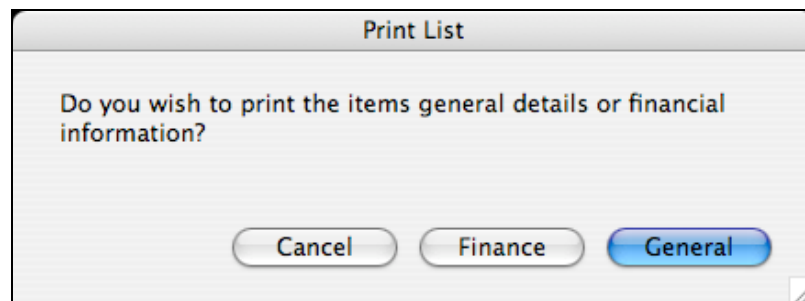 Print List
Do you wish to print the items general details or financial
information?
Cancel
Finance
General